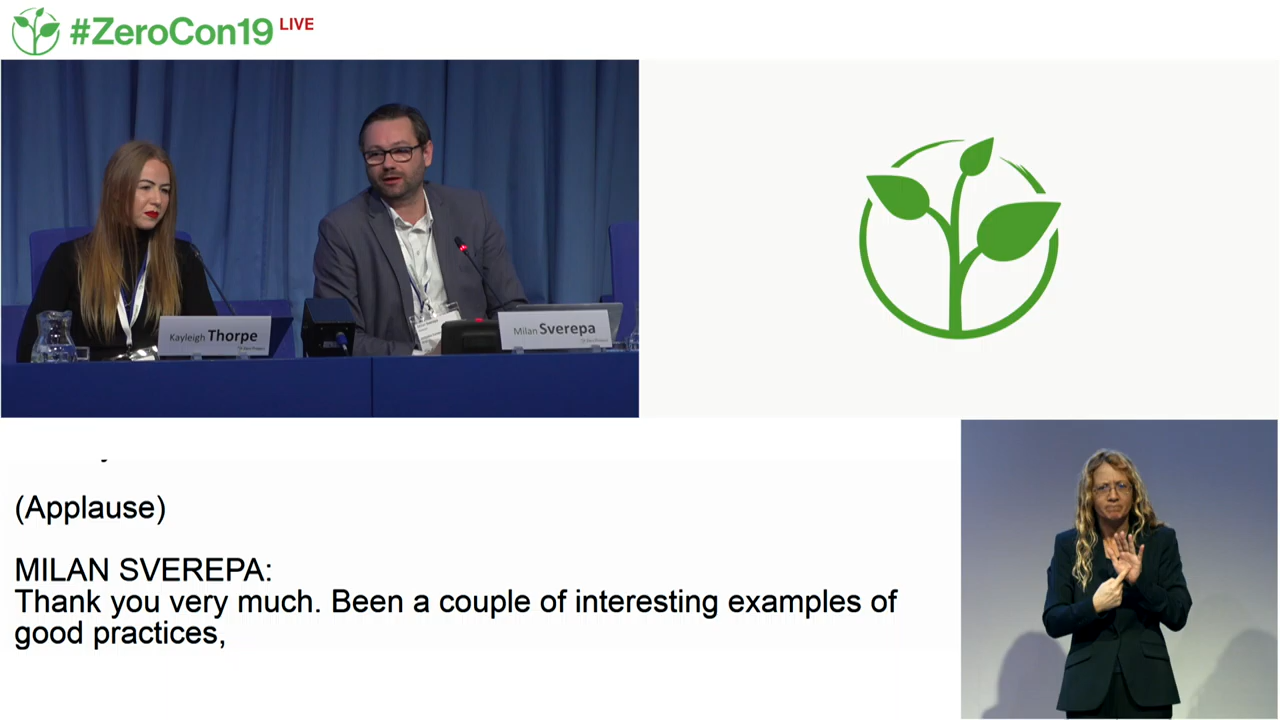 #ZeroCon19 LIVE
Kayleigh Thorpe
Milan Sverepa
(Applause)
MILAN SVEREPA:
Thank you very much. Been a couple of interesting examples of
good practices,